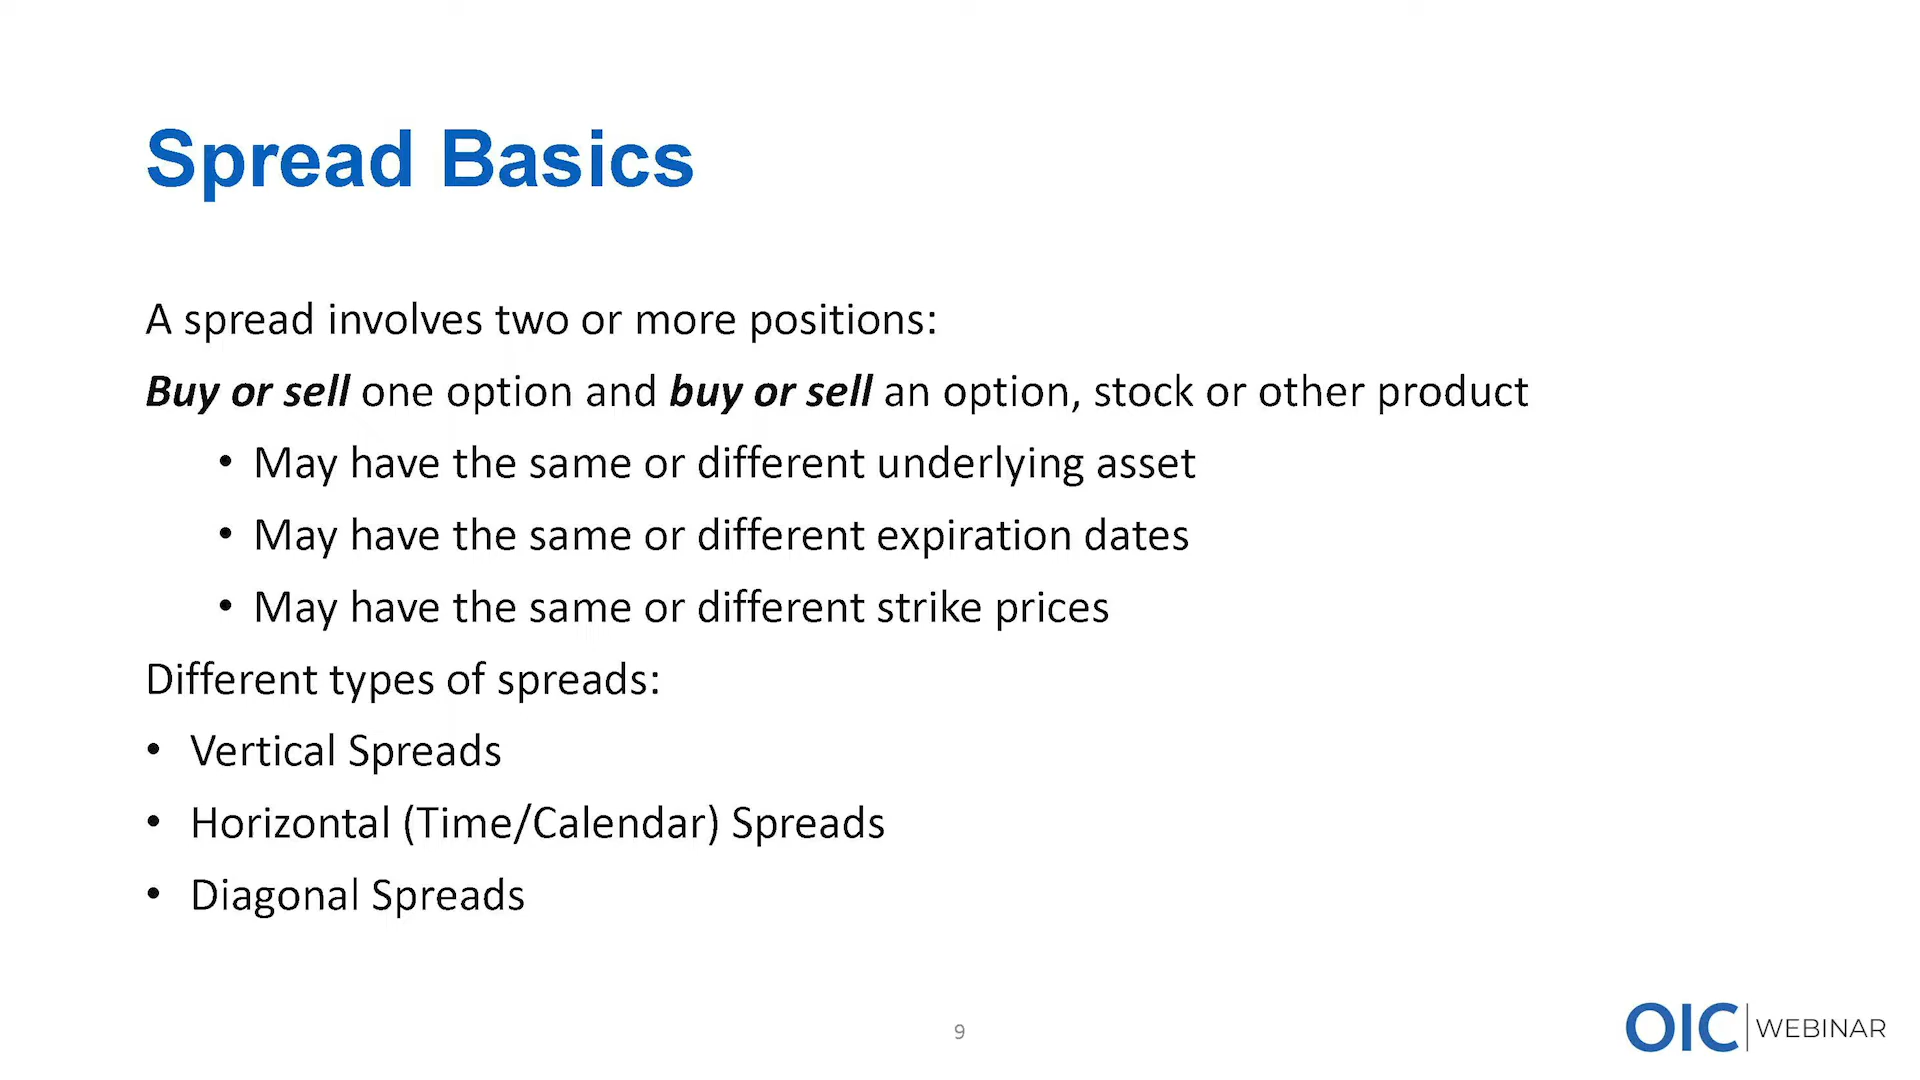 Spread Basics
A spread involves two or more positions:
Buy or sell one option and buy or sell an option, stock or other product
• May have the same or different underlying asset
• May have the same or different expiration dates
• May have the same or different strike prices
Different types of spreads:
• Vertical Spreads
• Horizontal (Time/Calendar) Spreads
• Diagonal Spreads
9
OIC WEBINAR